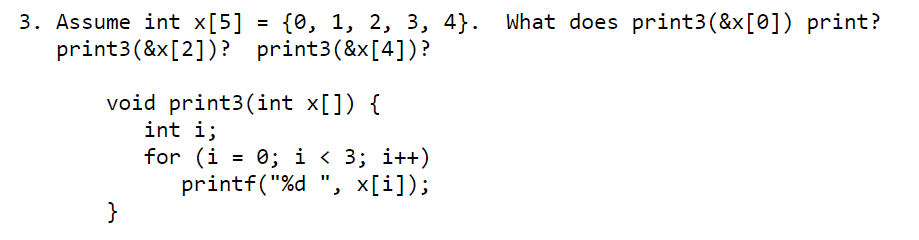 3. Assume int x[5] = {0, 1, 2, 3, 4}.  What does print3(&x[0]) print?
print3(&x[2])?  print3(&x[4])?
void print3(int x[]) {
int i;
for (i = 0; i < 3; i++)
printf("%d ", x[i]);
}